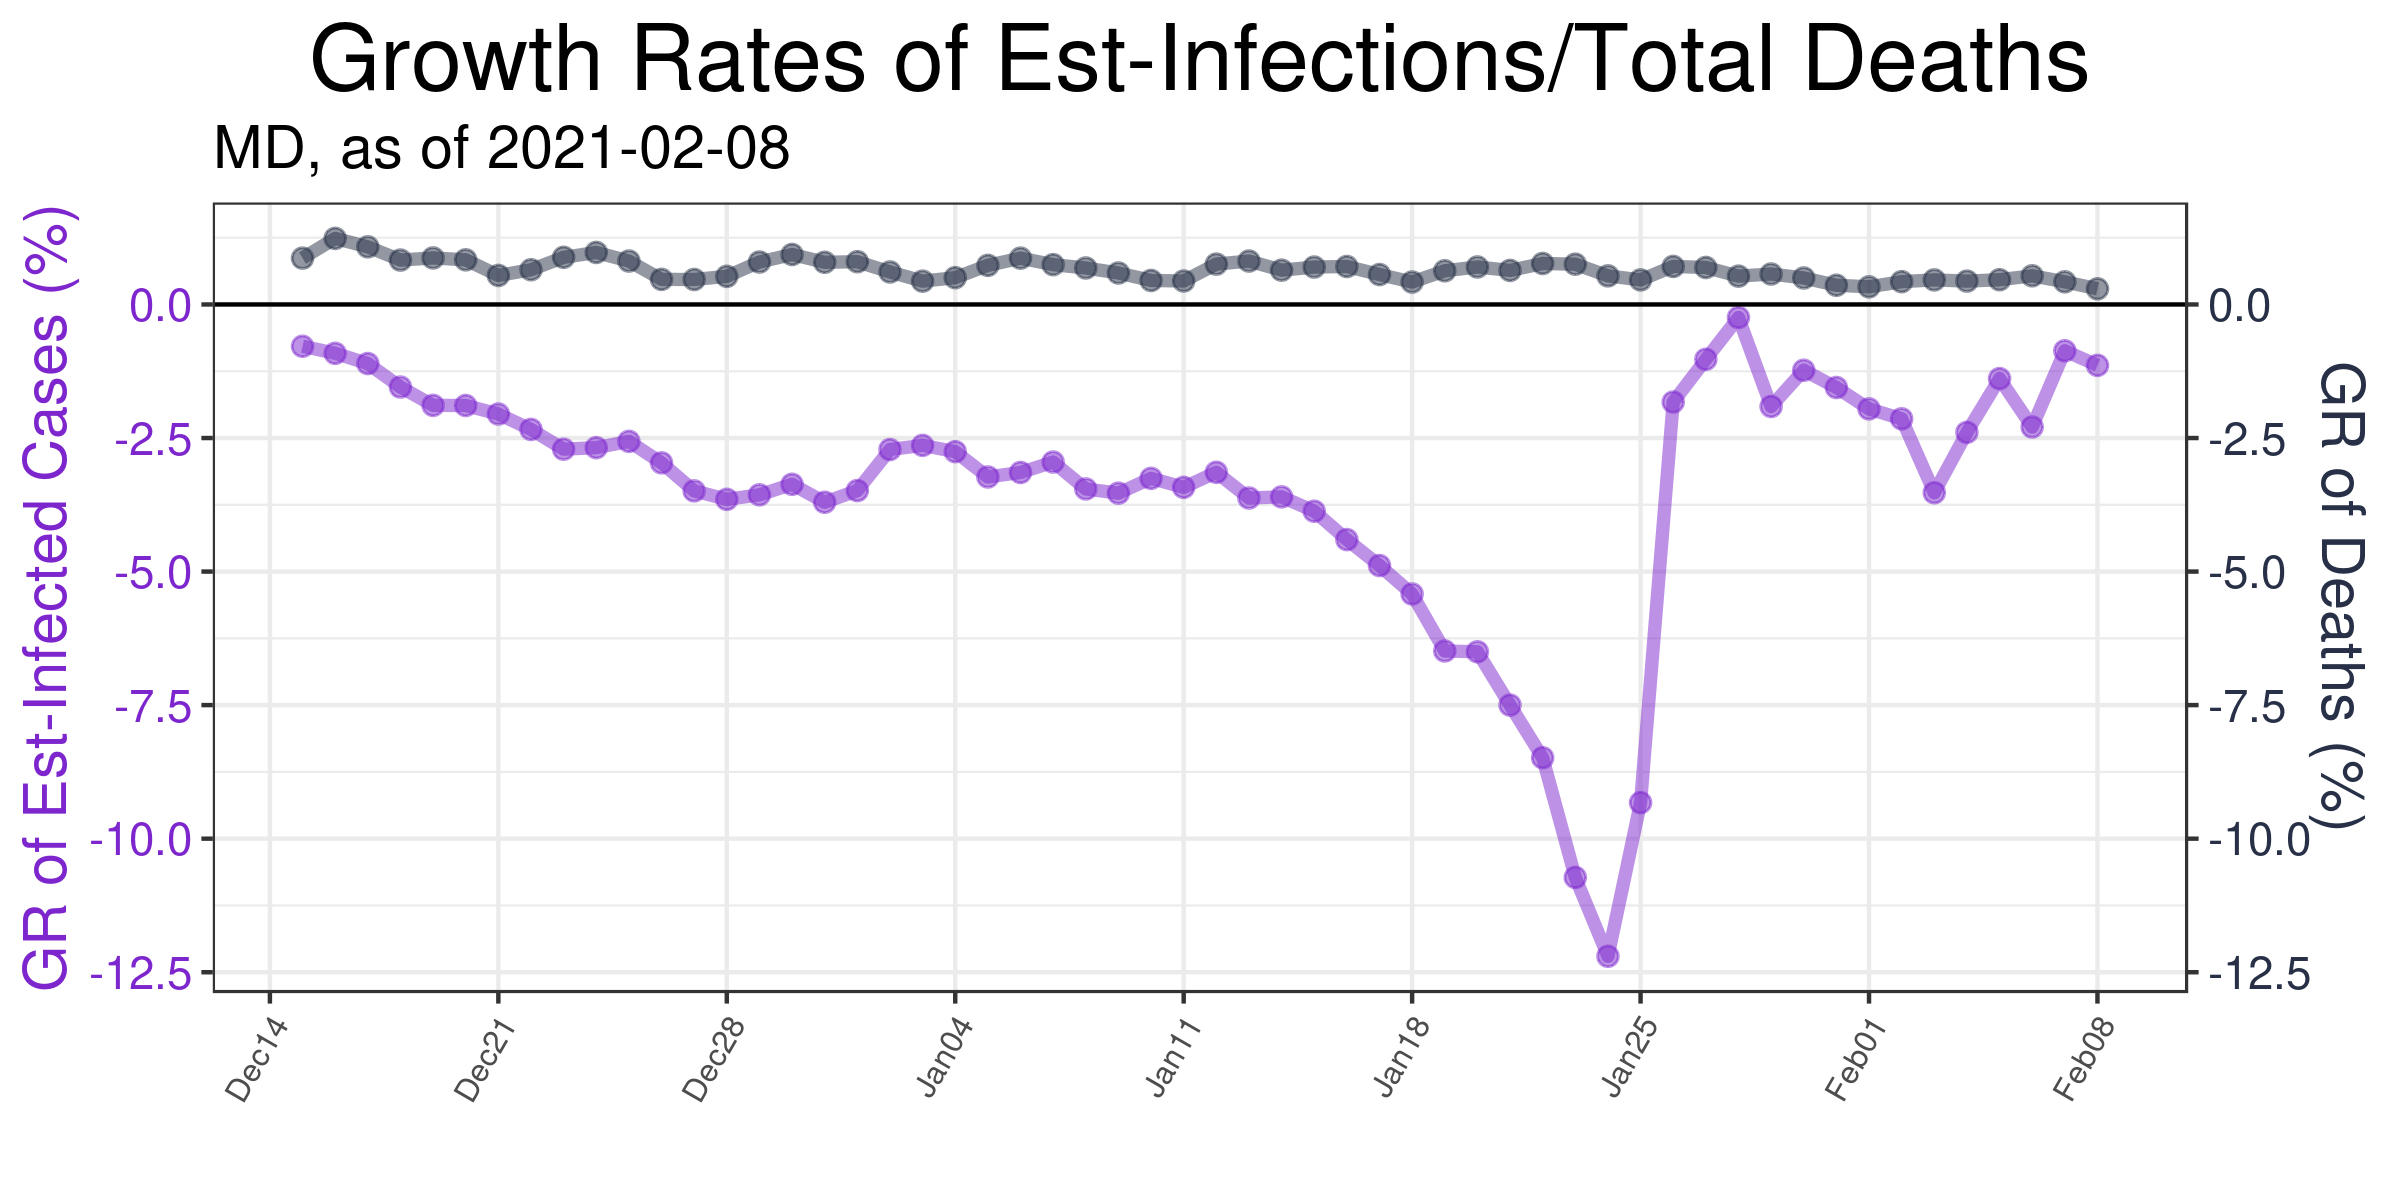 Growth Rates of Est-Infections/Total Deaths
MD, as of 2021-02-08
GR of Est-Infected Cases (%)
0.0
-2.5
-5.0
-7.5
-10.0
-12.5
0.0
-2.5
-5.0
-7.5
-10.0
-12.5
GR of Deaths (%)
Dec14 Dec21 Dec28 Jan04 Jan11 Jan18 Jan25 Feb01 Feb08